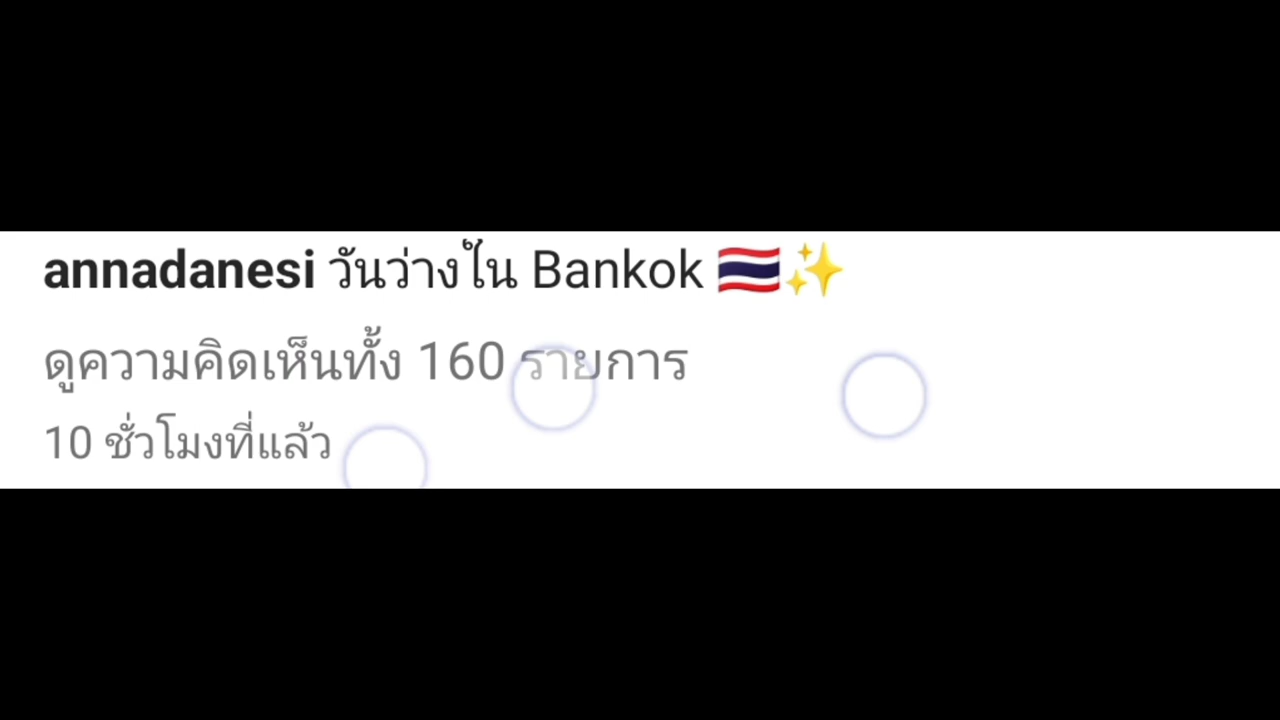 annadanesi วันว่างใน Bankok 🇹🇭✨
ดูความคิดเห็นทั้ง 160 รายการ
10 ชั่วโมงที่แล้ว